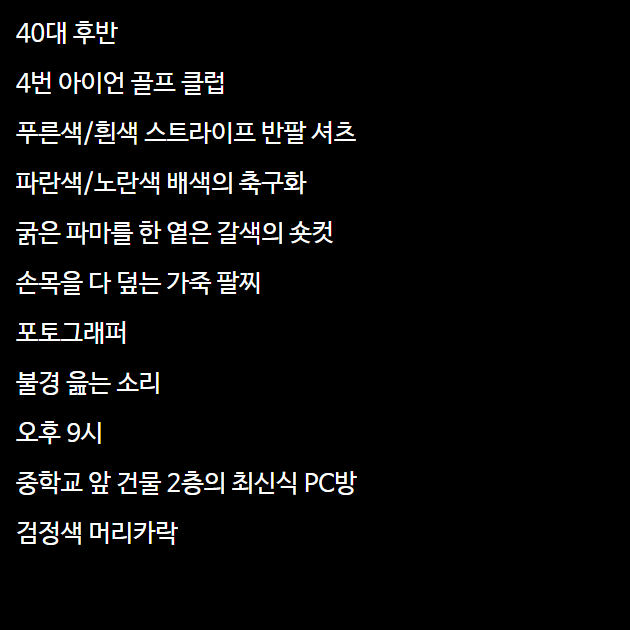 40대 후반
4번 아이언 골프 클럽
푸른색/흰색 스트라이프 반팔 셔츠
파란색/노란색 배색의 축구화
굵은 파마를 한 옅은 갈색의 숏컷
손목을 다 덮는 가죽 팔찌
포토그래퍼
불경 읊는 소리
오후 9시
중학교 앞 건물 2층의 최신식 PC방
검정색 머리카락